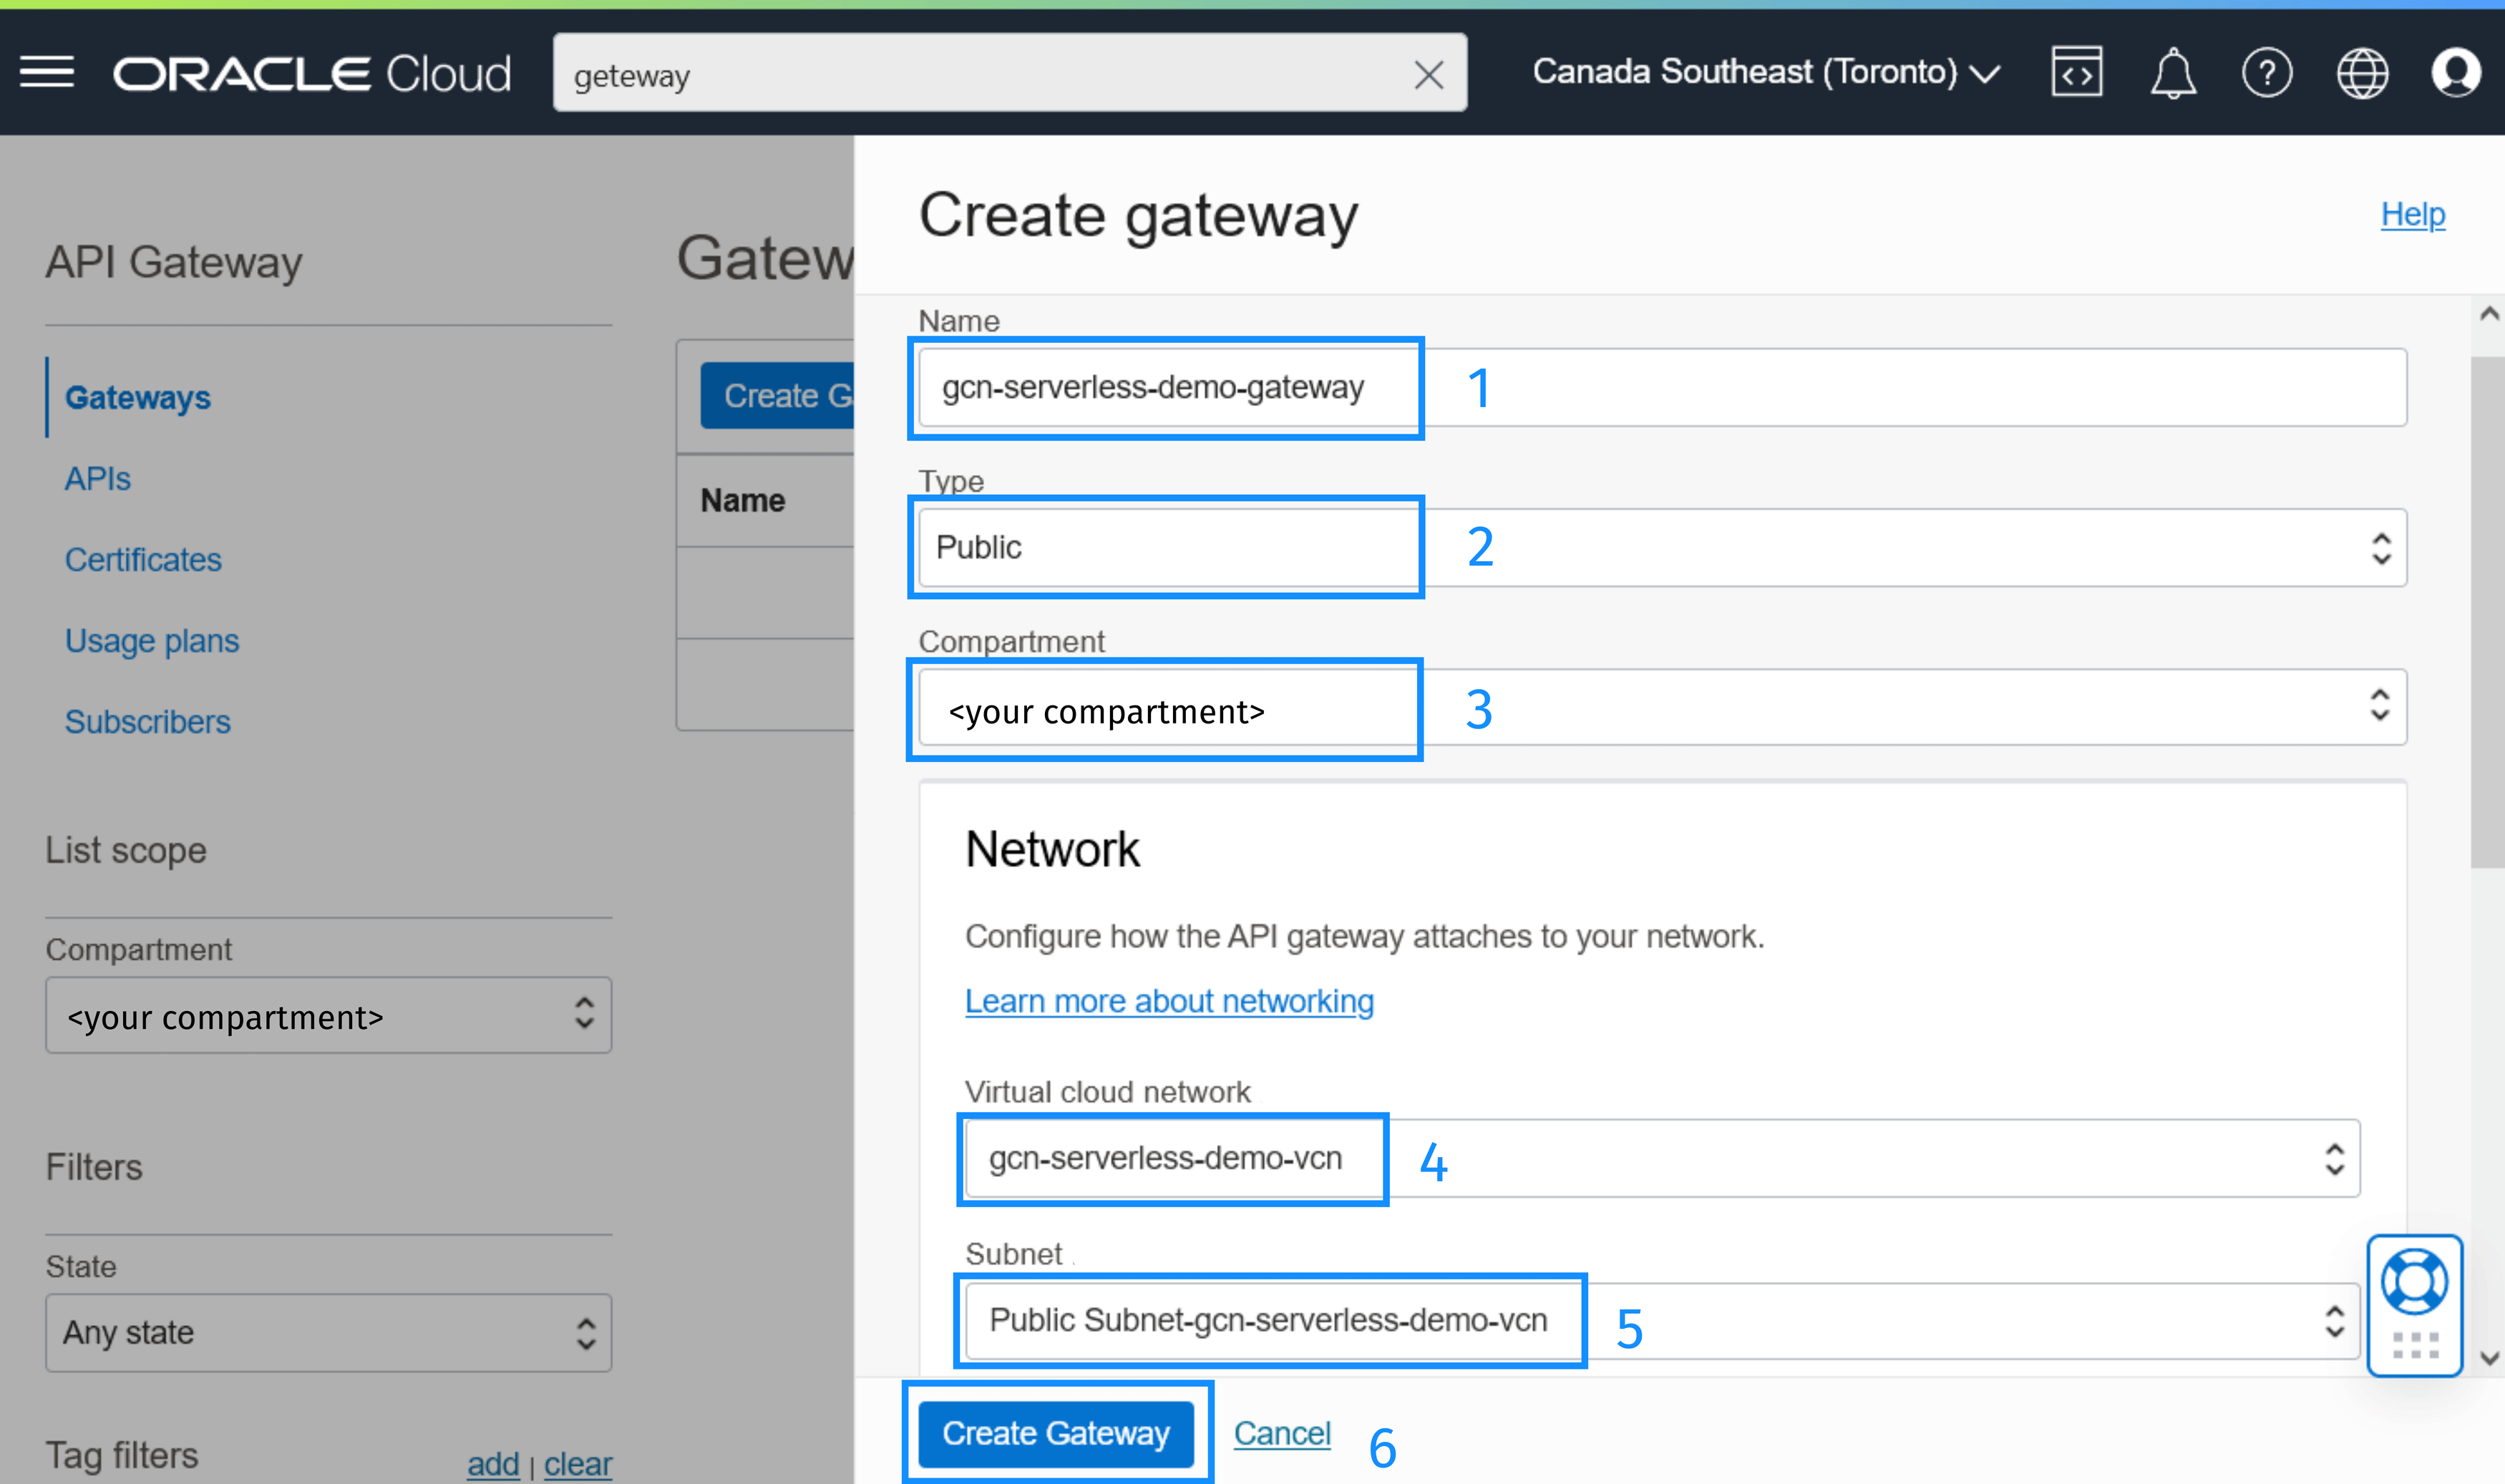 ORACLE Cloud
geteway
Canada Southeast (Toronto)
API Gateway
Gateways
APIs
Certificates
Usage plans
Subscribers
List scope
Compartment
<your compartment>
Filters
State
Any state
Tag filters
add | clear
Gatew
Create G
Name
Create gateway
Help
Name
gcn-serverless-demo-gateway 1
Type
Public 2
Compartment
<your compartment> 3
Network
Configure how the API gateway attaches to your network.
Learn more about networking
Virtual cloud network
gcn-serverless-demo-vcn 4
Subnet
Public Subnet-gcn-serverless-demo-vcn 5
Create Gateway Cancel 6